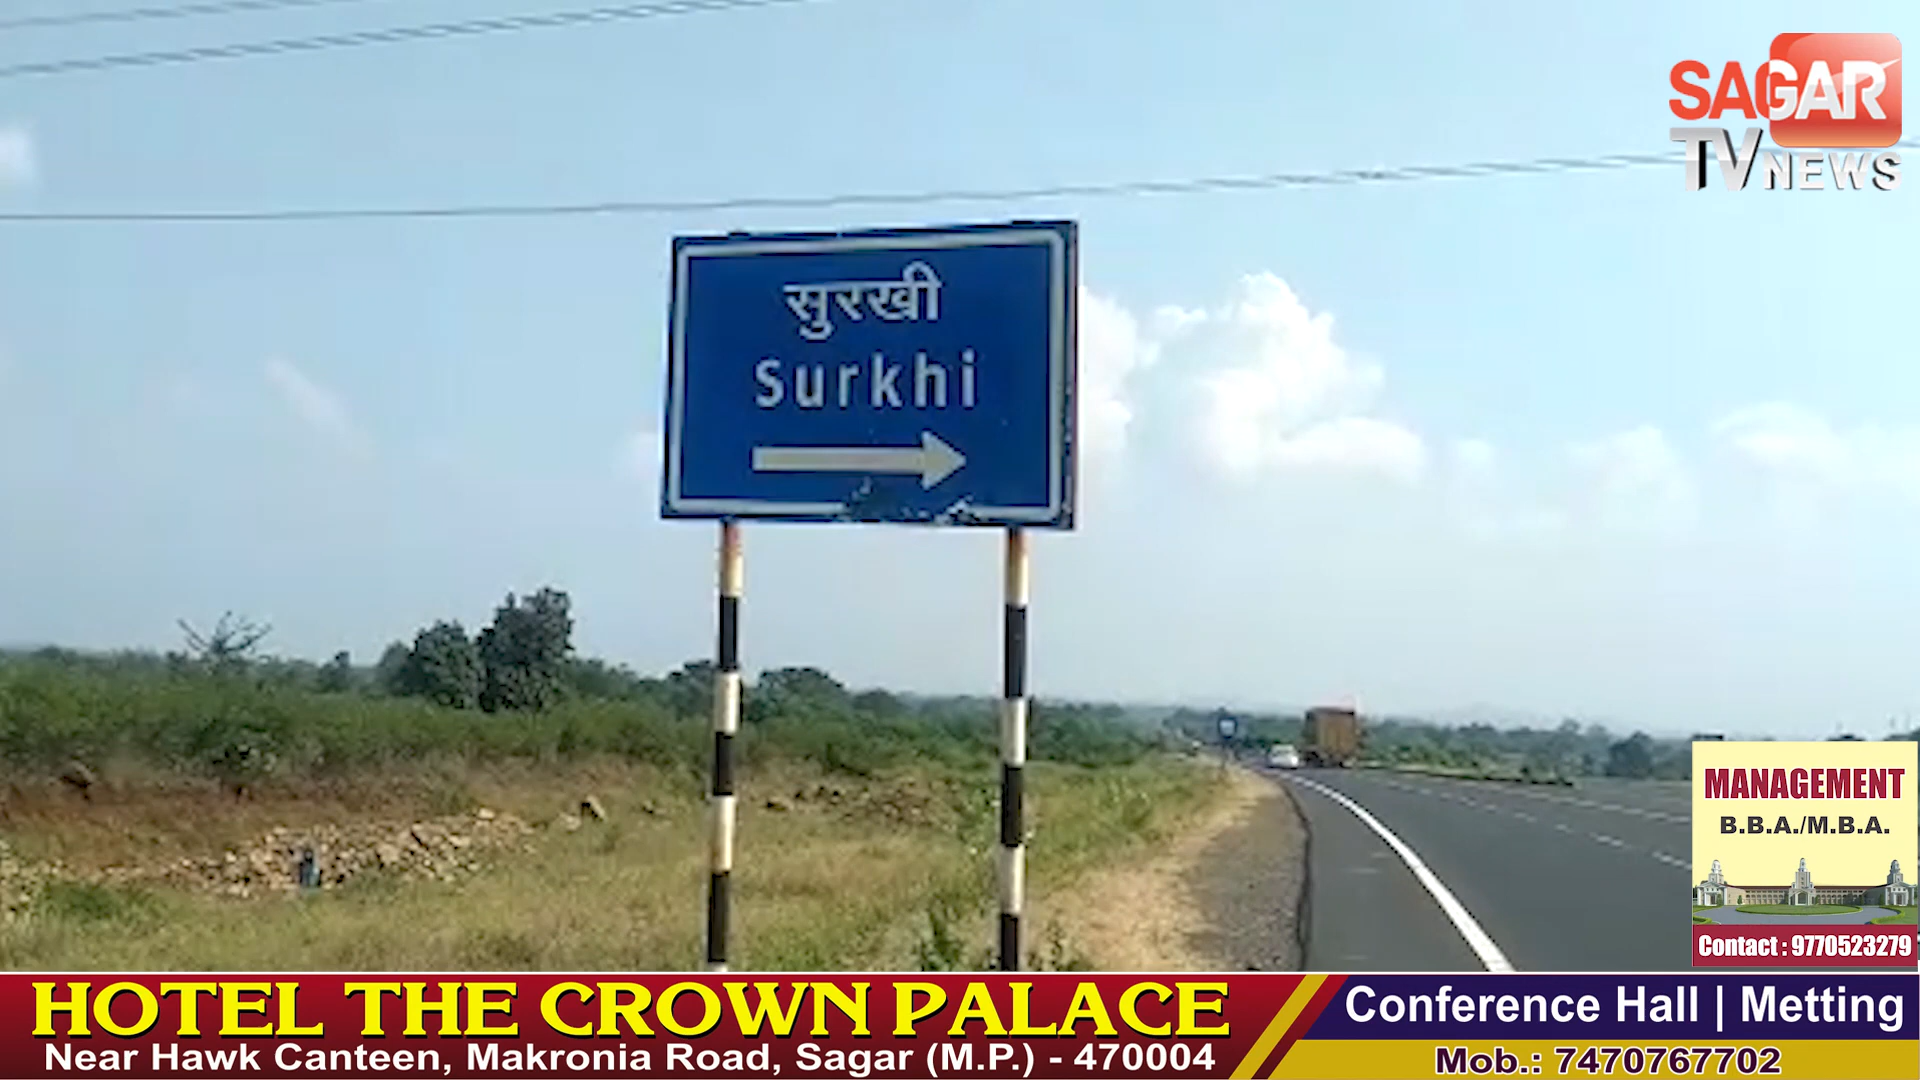 SAGAR
TV NEWS
सुरखी
Surkhi
MANAGEMENT
B.B.A./M.B.A.
Contact : 9770523279
HOTEL THE CROWN PALACE
Near Hawk Canteen, Makronia Road, Sagar (M.P.) - 470004
Conference Hall | Metting
Mob.: 7470767702